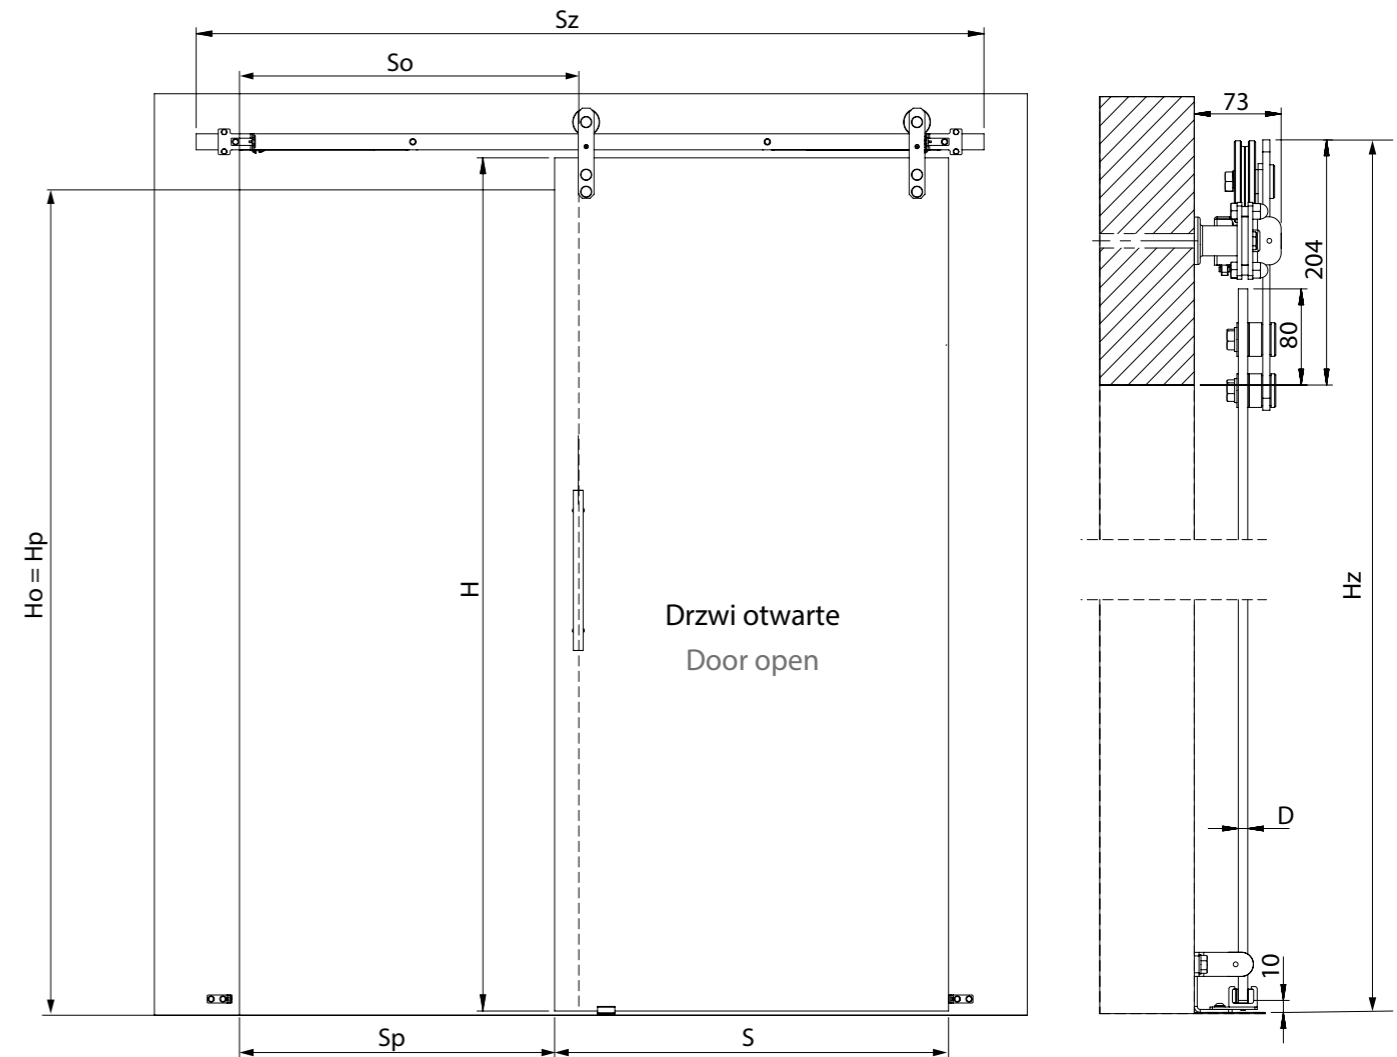 Sz
So
73
204
80
Ho = Hp
H
Hz
Drzwi otwarte
Door open
D
10
Sp
S